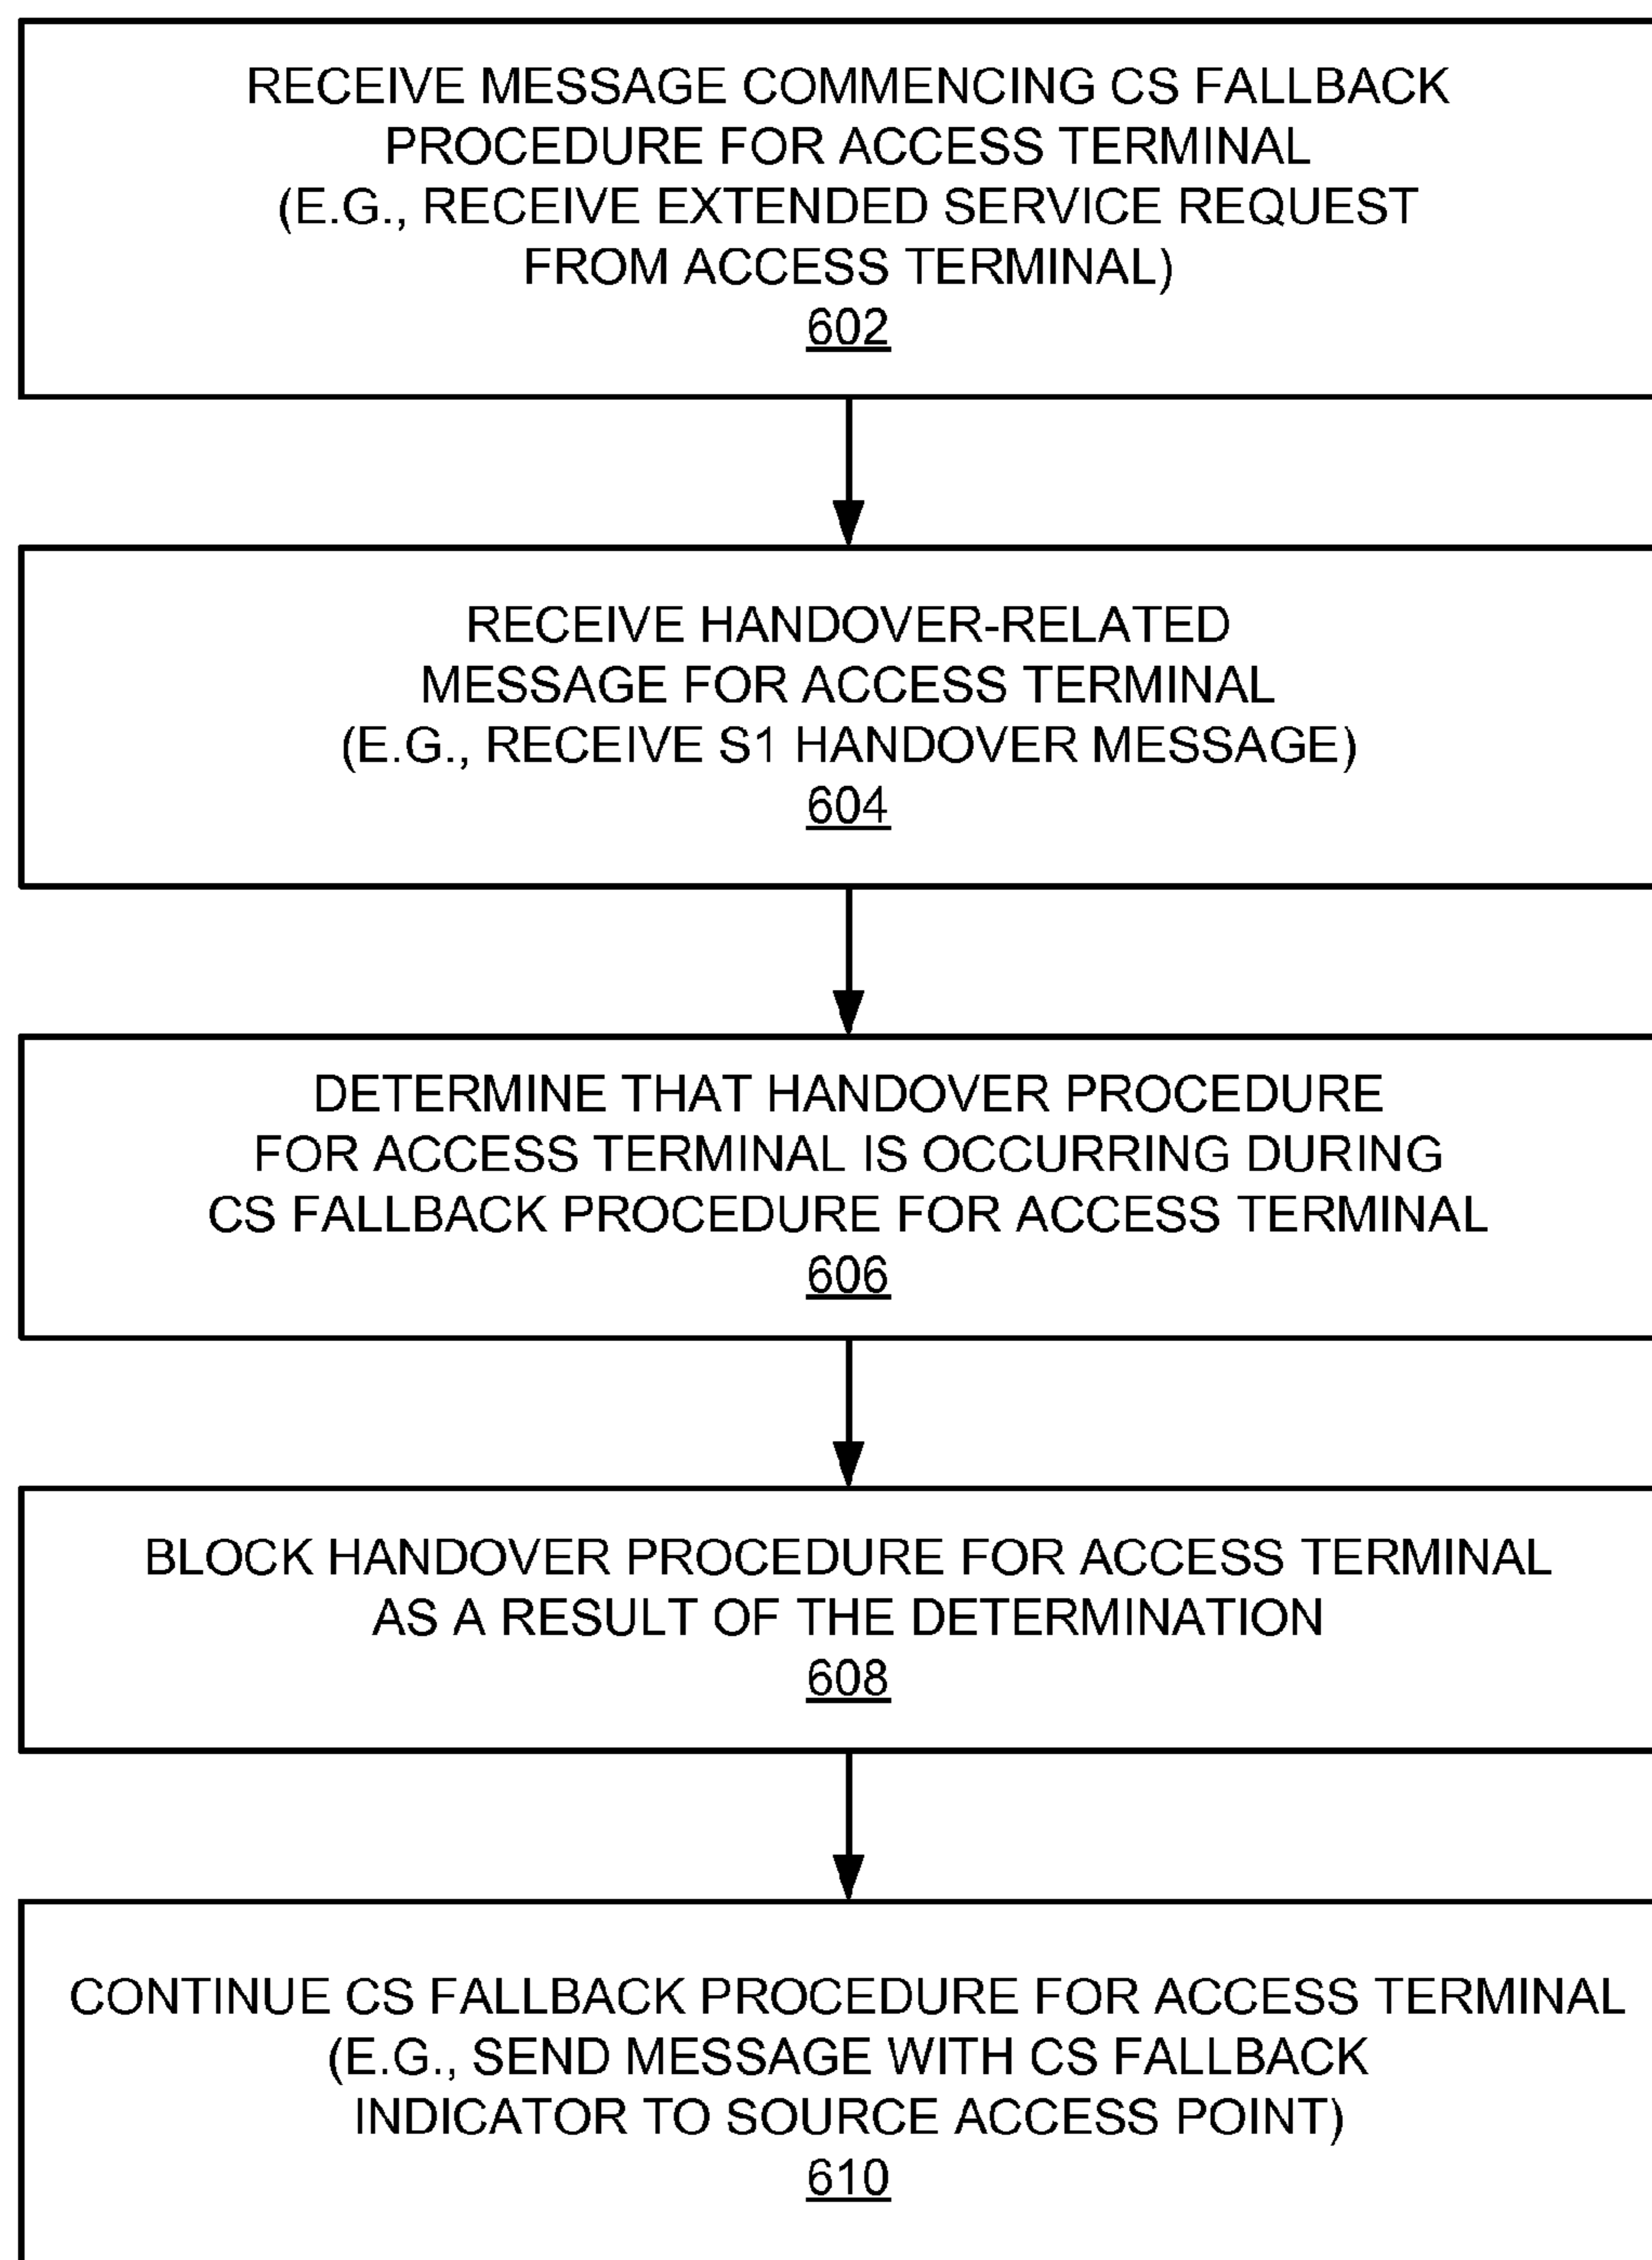 RECEIVE MESSAGE COMMENCING CS FALLBACK
PROCEDURE FOR ACCESS TERMINAL
(E.G., RECEIVE EXTENDED SERVICE REQUEST
FROM ACCESS TERMINAL)
602
RECEIVE HANDOVER-RELATED
MESSAGE FOR ACCESS TERMINAL
(E.G., RECEIVE S1 HANDOVER MESSAGE)
604
DETERMINE THAT HANDOVER PROCEDURE
FOR ACCESS TERMINAL IS OCCURRING DURING
CS FALLBACK PROCEDURE FOR ACCESS TERMINAL
606
BLOCK HANDOVER PROCEDURE FOR ACCESS TERMINAL
AS A RESULT OF THE DETERMINATION
608
CONTINUE CS FALLBACK PROCEDURE FOR ACCESS TERMINAL
(E.G., SEND MESSAGE WITH CS FALLBACK
INDICATOR TO SOURCE ACCESS POINT)
610